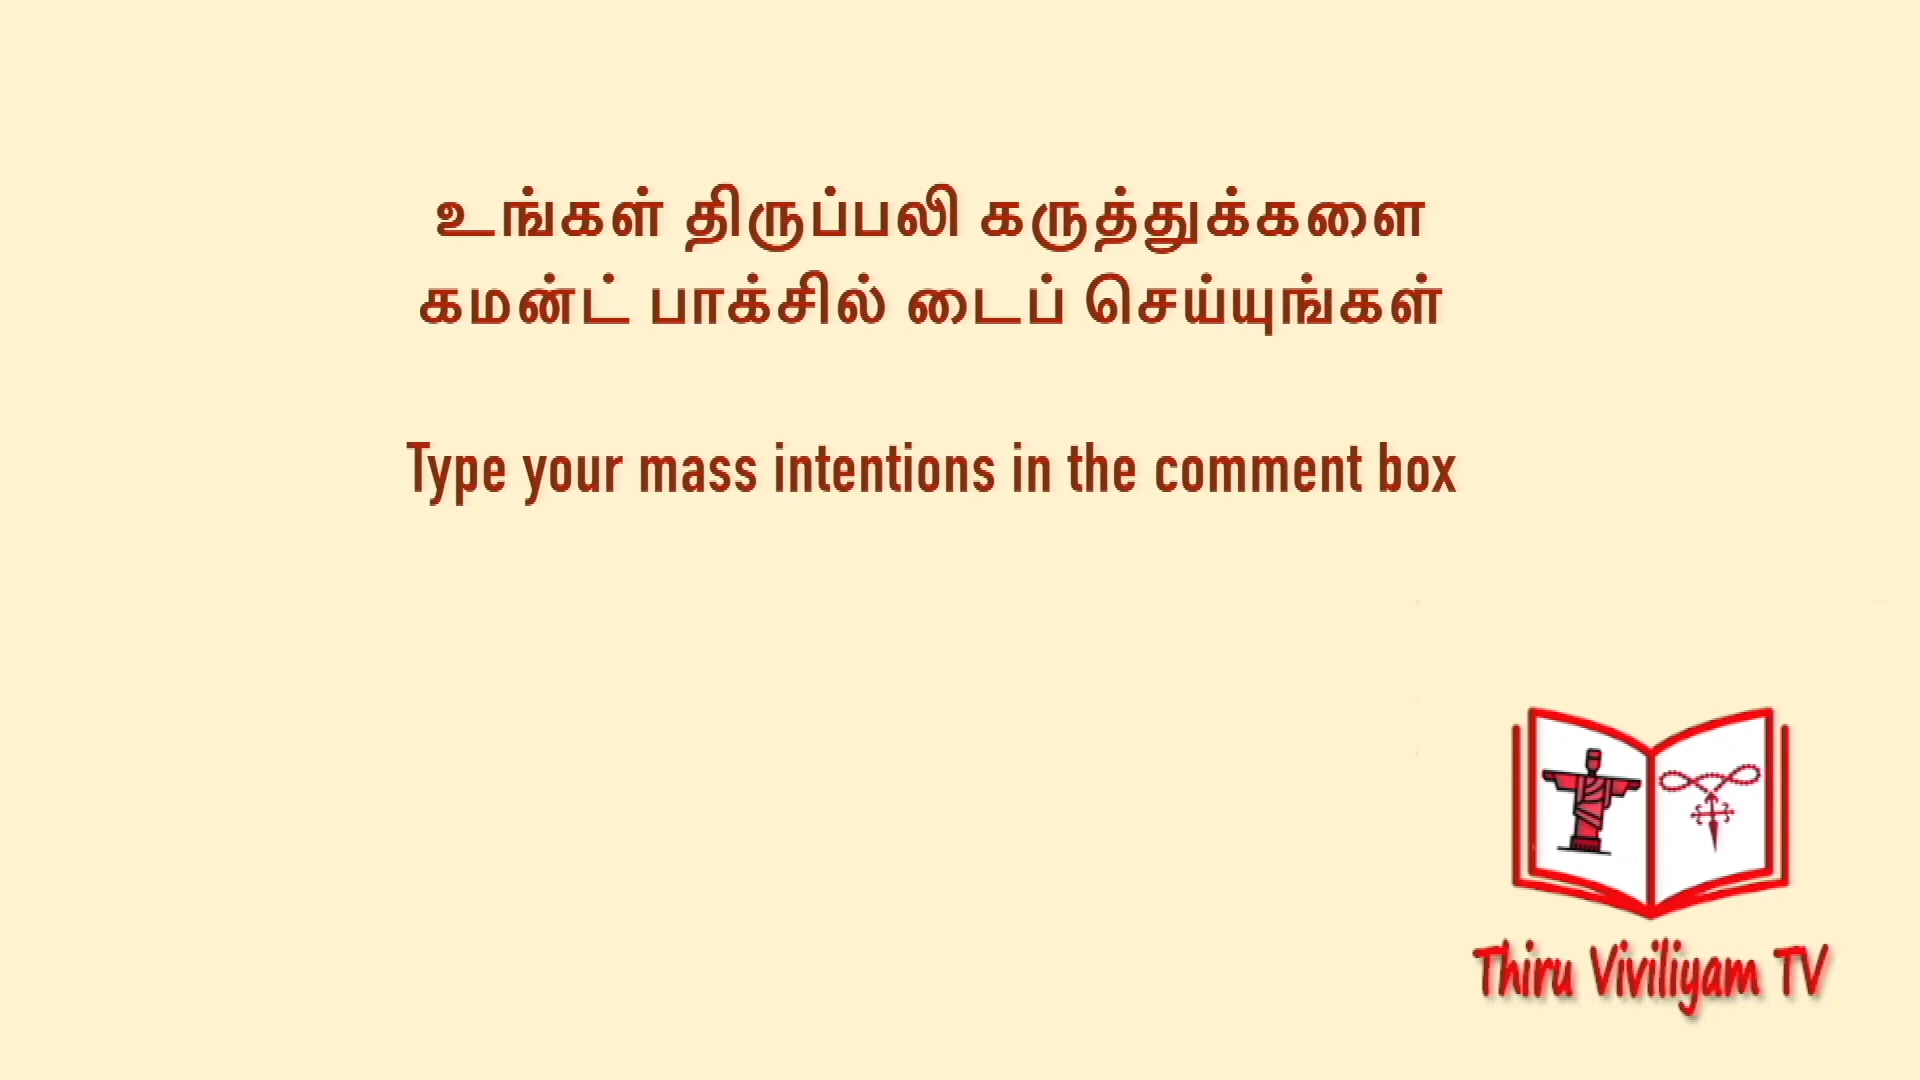 உங்கள் திருப்பலி கருத்துக்களை
கமன்ட் பாக்சில் டைப் செய்யுங்கள்
Type your mass intentions in the comment box
Thiru Viviliyam TV